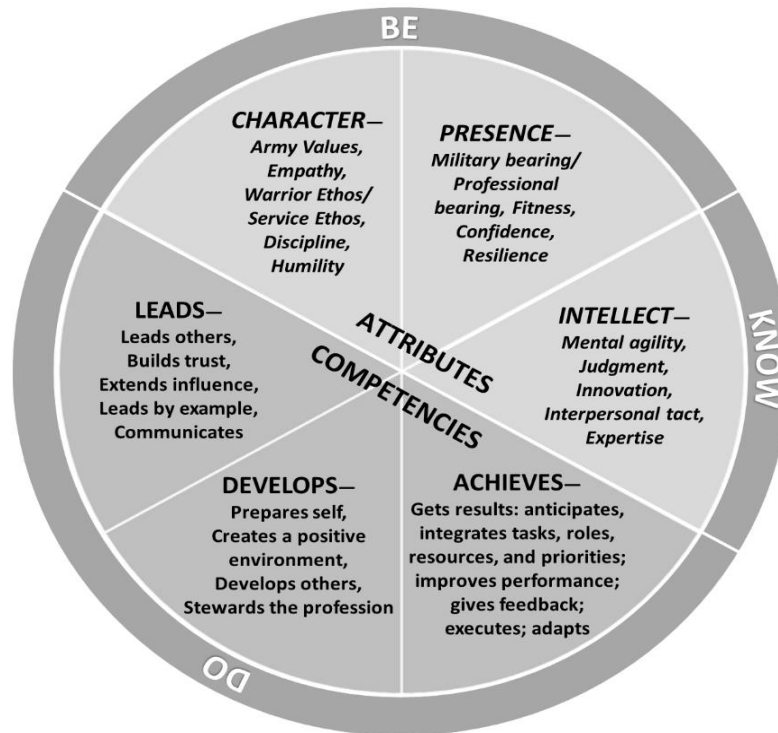 BE
CHARACTER—
Army Values,
Empathy,
Warrior Ethos/
Service Ethos,
Discipline,
Humility
PRESENCE—
Military bearing/
Professional
bearing, Fitness,
Confidence,
Resilience
LEADS—
Leads others,
Builds trust,
Extends influence,
Leads by example,
Communicates
ATTRIBUTES
COMPETENCIES
INTELLECT—
Mental agility,
Judgment,
Innovation,
Interpersonal tact,
Expertise
KNOW
DEVELOPS—
Prepares self,
Creates a positive
environment,
Develops others,
Stewards the profession
ACHIEVES—
Gets results: anticipates,
integrates tasks, roles,
resources, and priorities;
improves performance;
gives feedback;
executes; adapts
DO